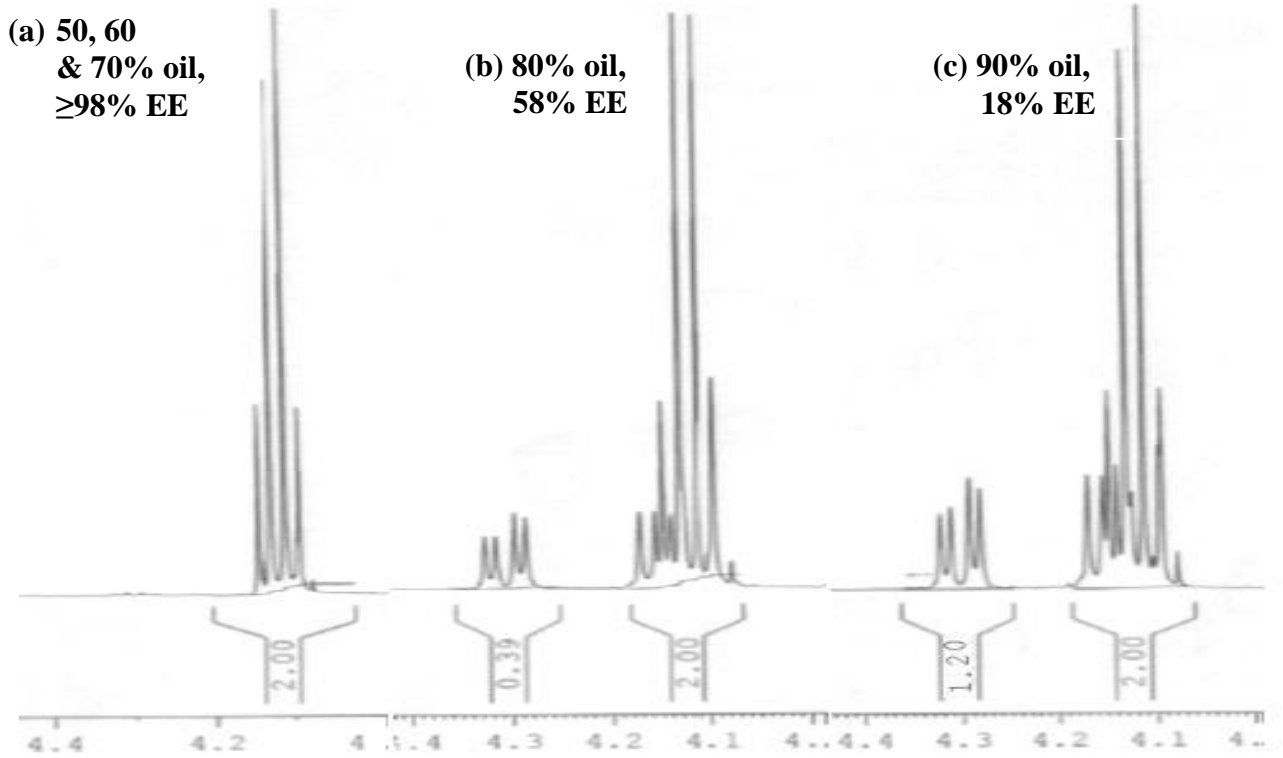 (a) 50, 60
& 70% oil,
≥98% EE
(b) 80% oil,
58% EE
(c) 90% oil,
18% EE
2.00
0.39
2.00
1.20
2.00
4.4 4.2 4.4 4.3 4.2 4.1 4.4 4.3 4.2 4.1